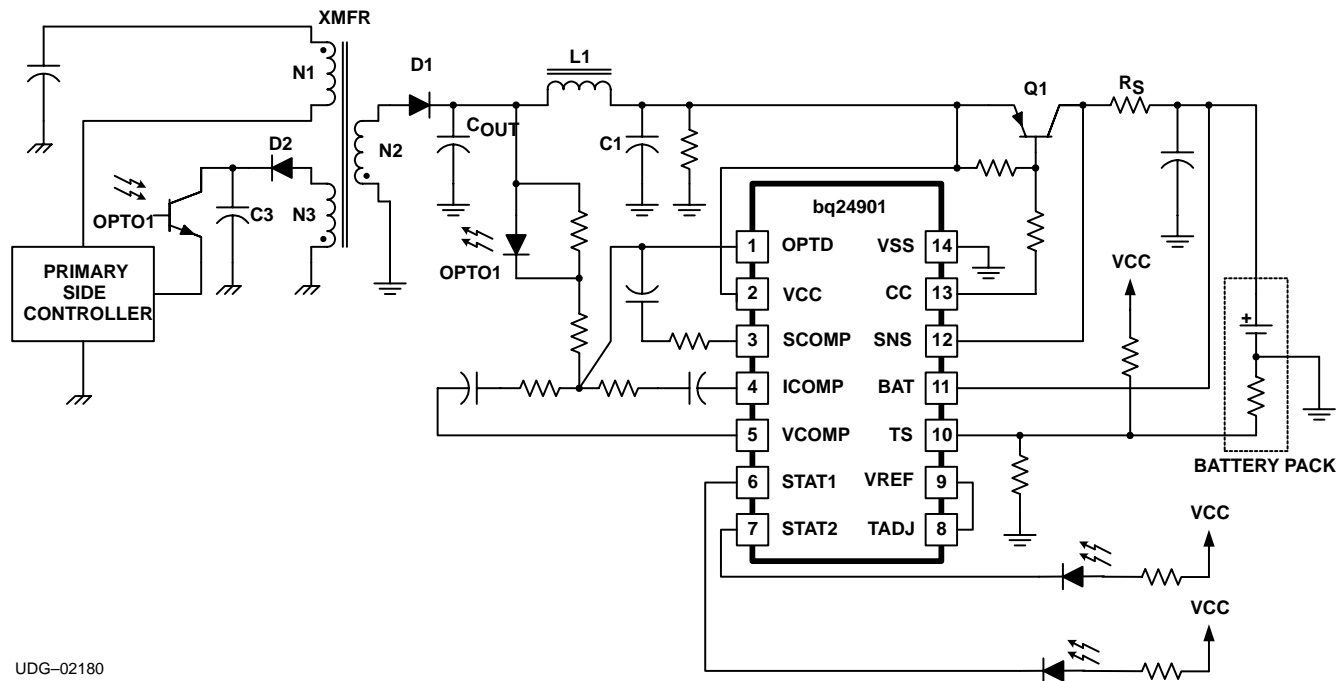 XMFR
N1
D1
L1
Q1
RS
COUT
C1
D2
N2
OPTO1
C3
N3
OPTO1
PRIMARY
SIDE
CONTROLLER
bq24901
1 OPTD
VSS 14
2 VCC
CC 13
3 SCOMP
SNS 12
4 ICOMP
BAT 11
5 VCOMP
TS 10
6 STAT1
VREF 9
7 STAT2
TADJ 8
VCC
+
BATTERY PACK
VCC
VCC
UDG–02180